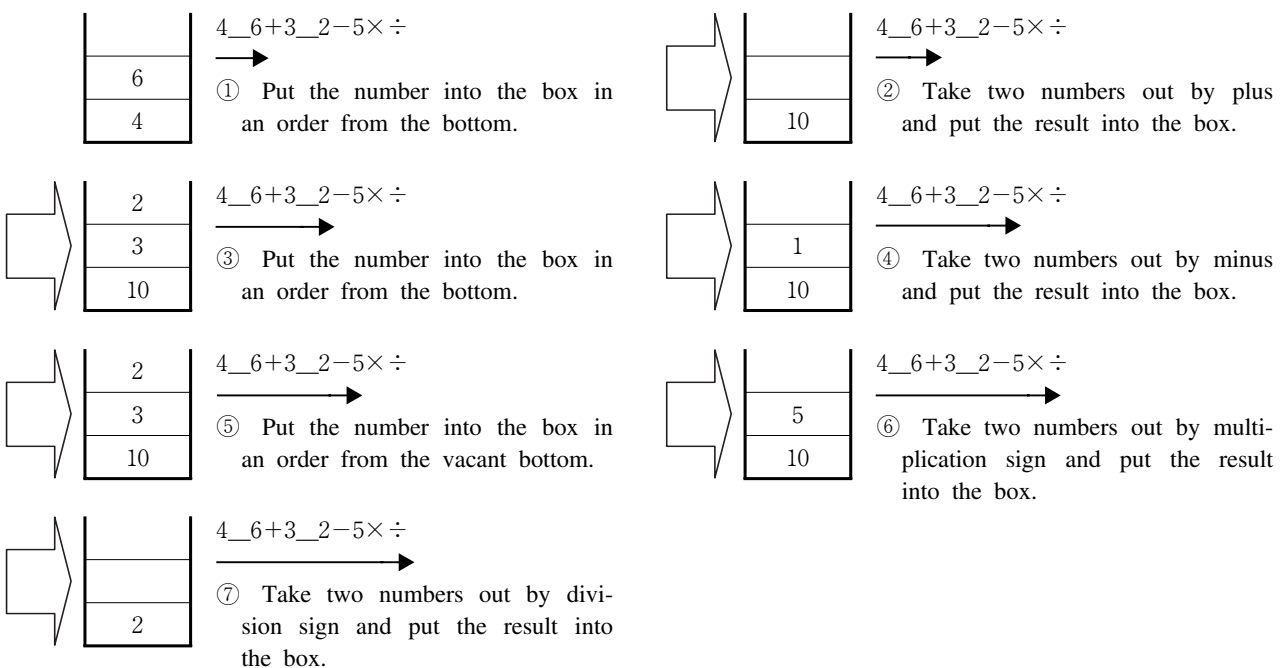 4__6+3__2−5×÷
6
4
① Put the number into the box in
an order from the bottom.
4__6+3__2−5×÷
10
② Take two numbers out by plus
and put the result into the box.
4__6+3__2−5×÷
2
3
10
③ Put the number into the box in
an order from the bottom.
4__6+3__2−5×÷
1
10
④ Take two numbers out by minus
and put the result into the box.
4__6+3__2−5×÷
2
3
10
⑤ Put the number into the box in
an order from the vacant bottom.
4__6+3__2−5×÷
5
10
⑥ Take two numbers out by multi-
plication sign and put the result
into the box.
4__6+3__2−5×÷
2
⑦ Take two numbers out by divi-
sion sign and put the result into
the box.